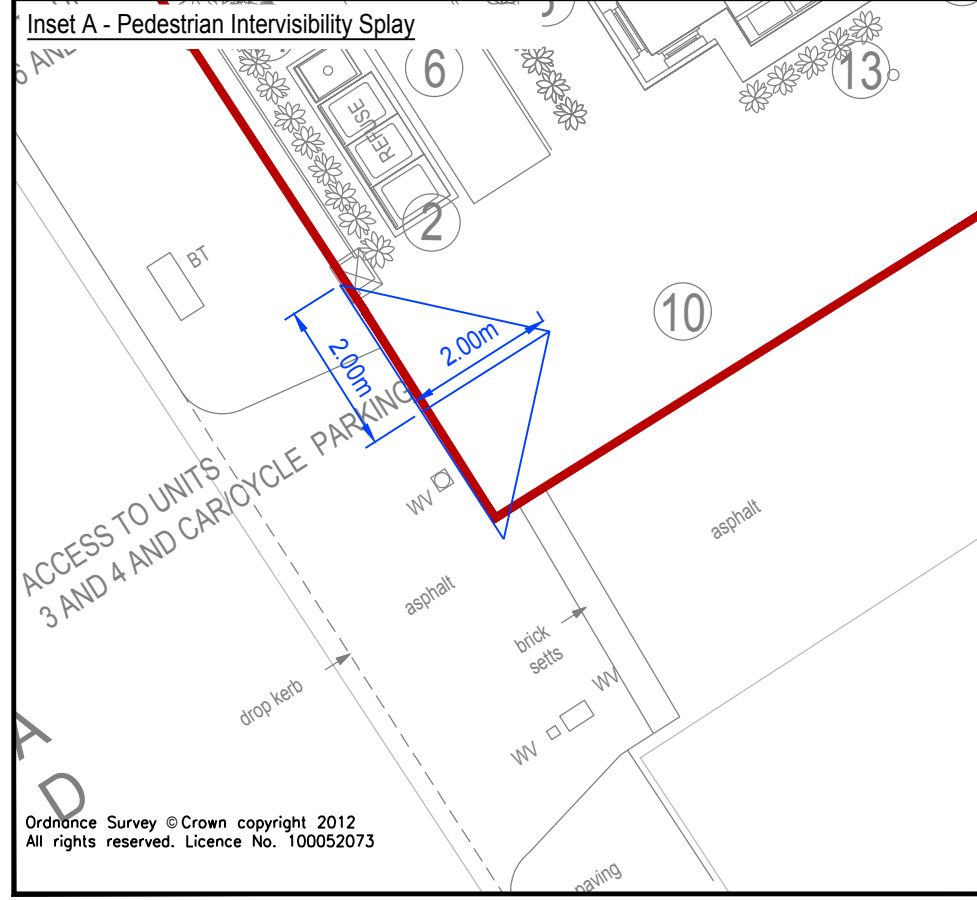 Inset A - Pedestrian Intervisibility Splay
6 AND
6
13
REFUSE
2
BT
10
2.00m
2.00m
ACCESS TO UNITS
3 AND 4 AND CAR/CYCLE PARKING
WV
asphalt
asphalt
brick
setts
WV
WV
drop kerb
A
D
paving
Ordnance Survey © Crown copyright 2012
All rights reserved. Licence No. 100052073